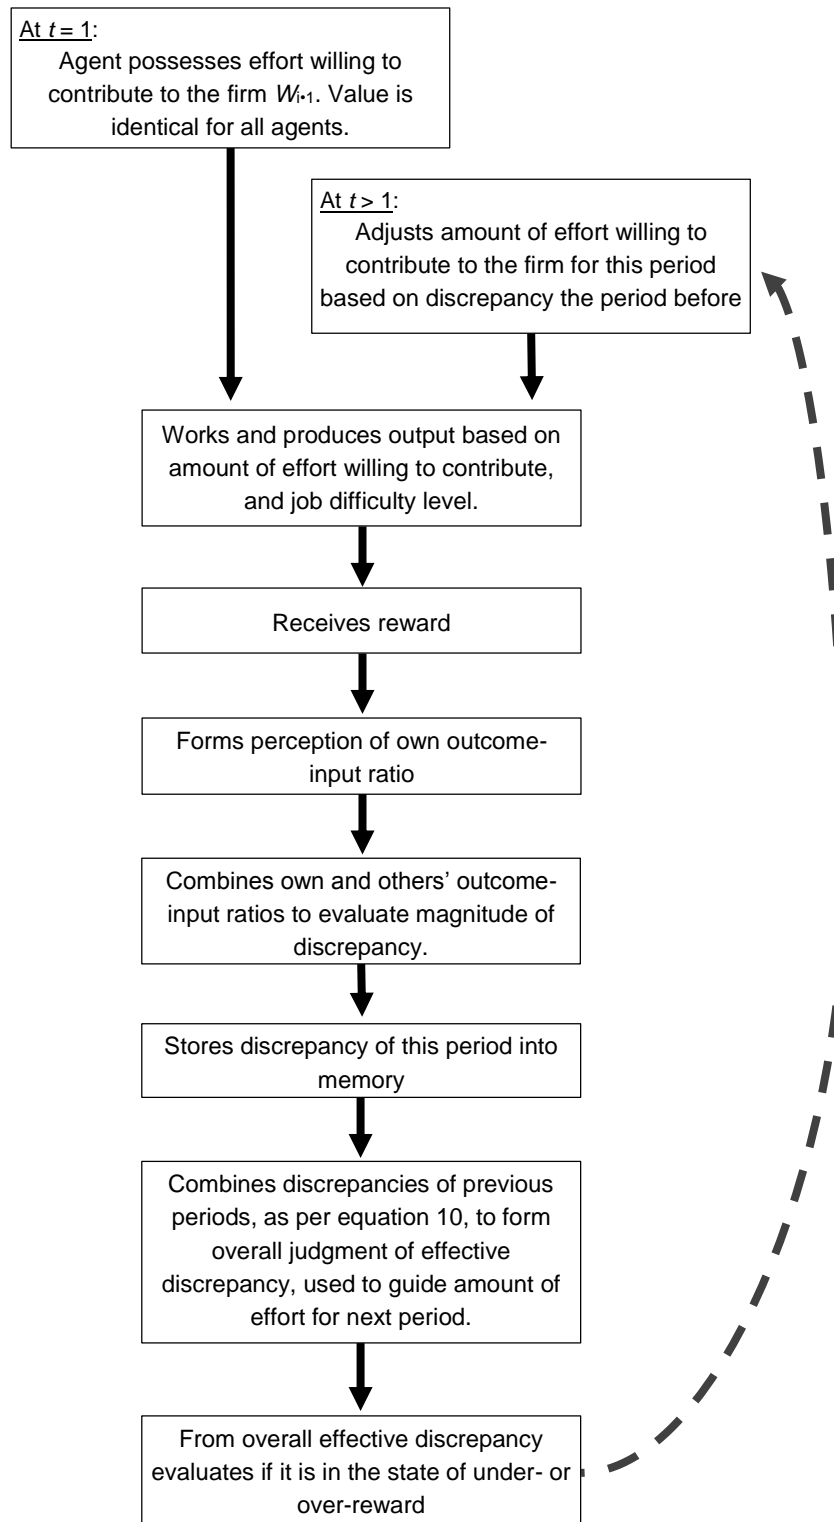 At t = 1:
Agent possesses effort willing to
contribute to the firm Wi•1. Value is
identical for all agents.
At t > 1:
Adjusts amount of effort willing to
contribute to the firm for this period
based on discrepancy the period before
Works and produces output based on
amount of effort willing to contribute,
and job difficulty level.
Receives reward
Forms perception of own outcome-
input ratio
Combines own and others’ outcome-
input ratios to evaluate magnitude of
discrepancy.
Stores discrepancy of this period into
memory
Combines discrepancies of previous
periods, as per equation 10, to form
overall judgment of effective
discrepancy, used to guide amount of
effort for next period.
From overall effective discrepancy
evaluates if it is in the state of under- or
over-reward